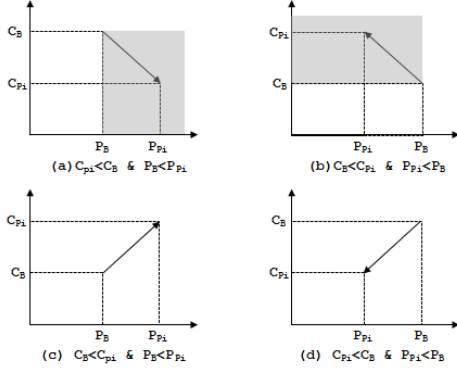 C_B
C_Pi
P_B P_Pi
(a) C_pi<C_B & P_B<P_Pi
C_Pi
C_B
P_Pi P_B
(b) C_B<C_Pi & P_Pi<P_B
C_Pi
C_B
P_B P_Pi
(c) C_B<C_pi & P_B<P_Pi
C_B
C_Pi
P_Pi P_B
(d) C_Pi<C_B & P_Pi<P_B